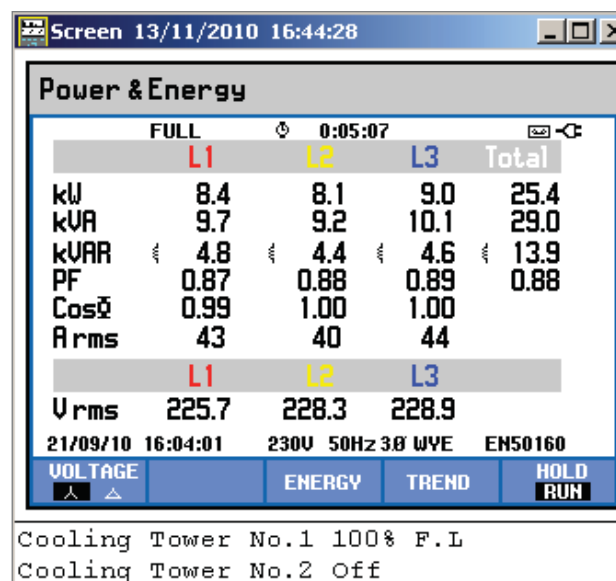 Screen 13/11/2010 16:44:28
Power & Energy
FULL 0:05:07
L1 L2 L3 Total
kW 8.4 8.1 9.0 25.4
kVA 9.7 9.2 10.1 29.0
kVAR 4.8 4.4 4.6 13.9
PF 0.87 0.88 0.89 0.88
CosΦ 0.99 1.00 1.00
A rms 43 40 44
L1 L2 L3
V rms 225.7 228.3 228.9
21/09/10 16:04:01 230V 50Hz 3Ø WYE EN50160
VOLTAGE ENERGY TREND HOLD
RUN
Cooling Tower No.1 100% F.L
Cooling Tower No.2 Off